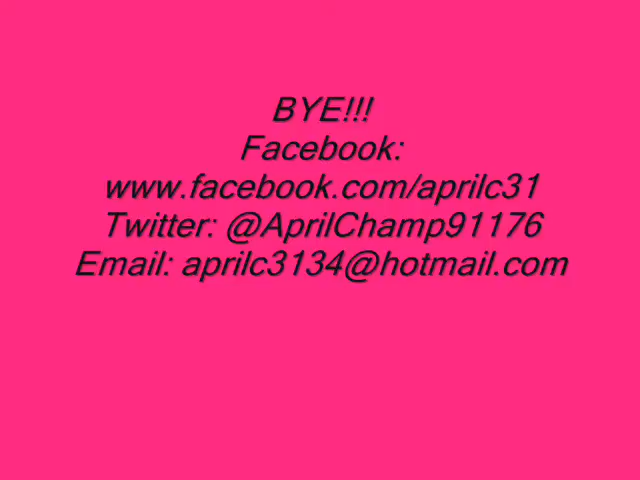 BYE!!!
Facebook:
www.facebook.com/aprilc31
Twitter: @AprilChamp91176
Email: aprilc3134@hotmail.com